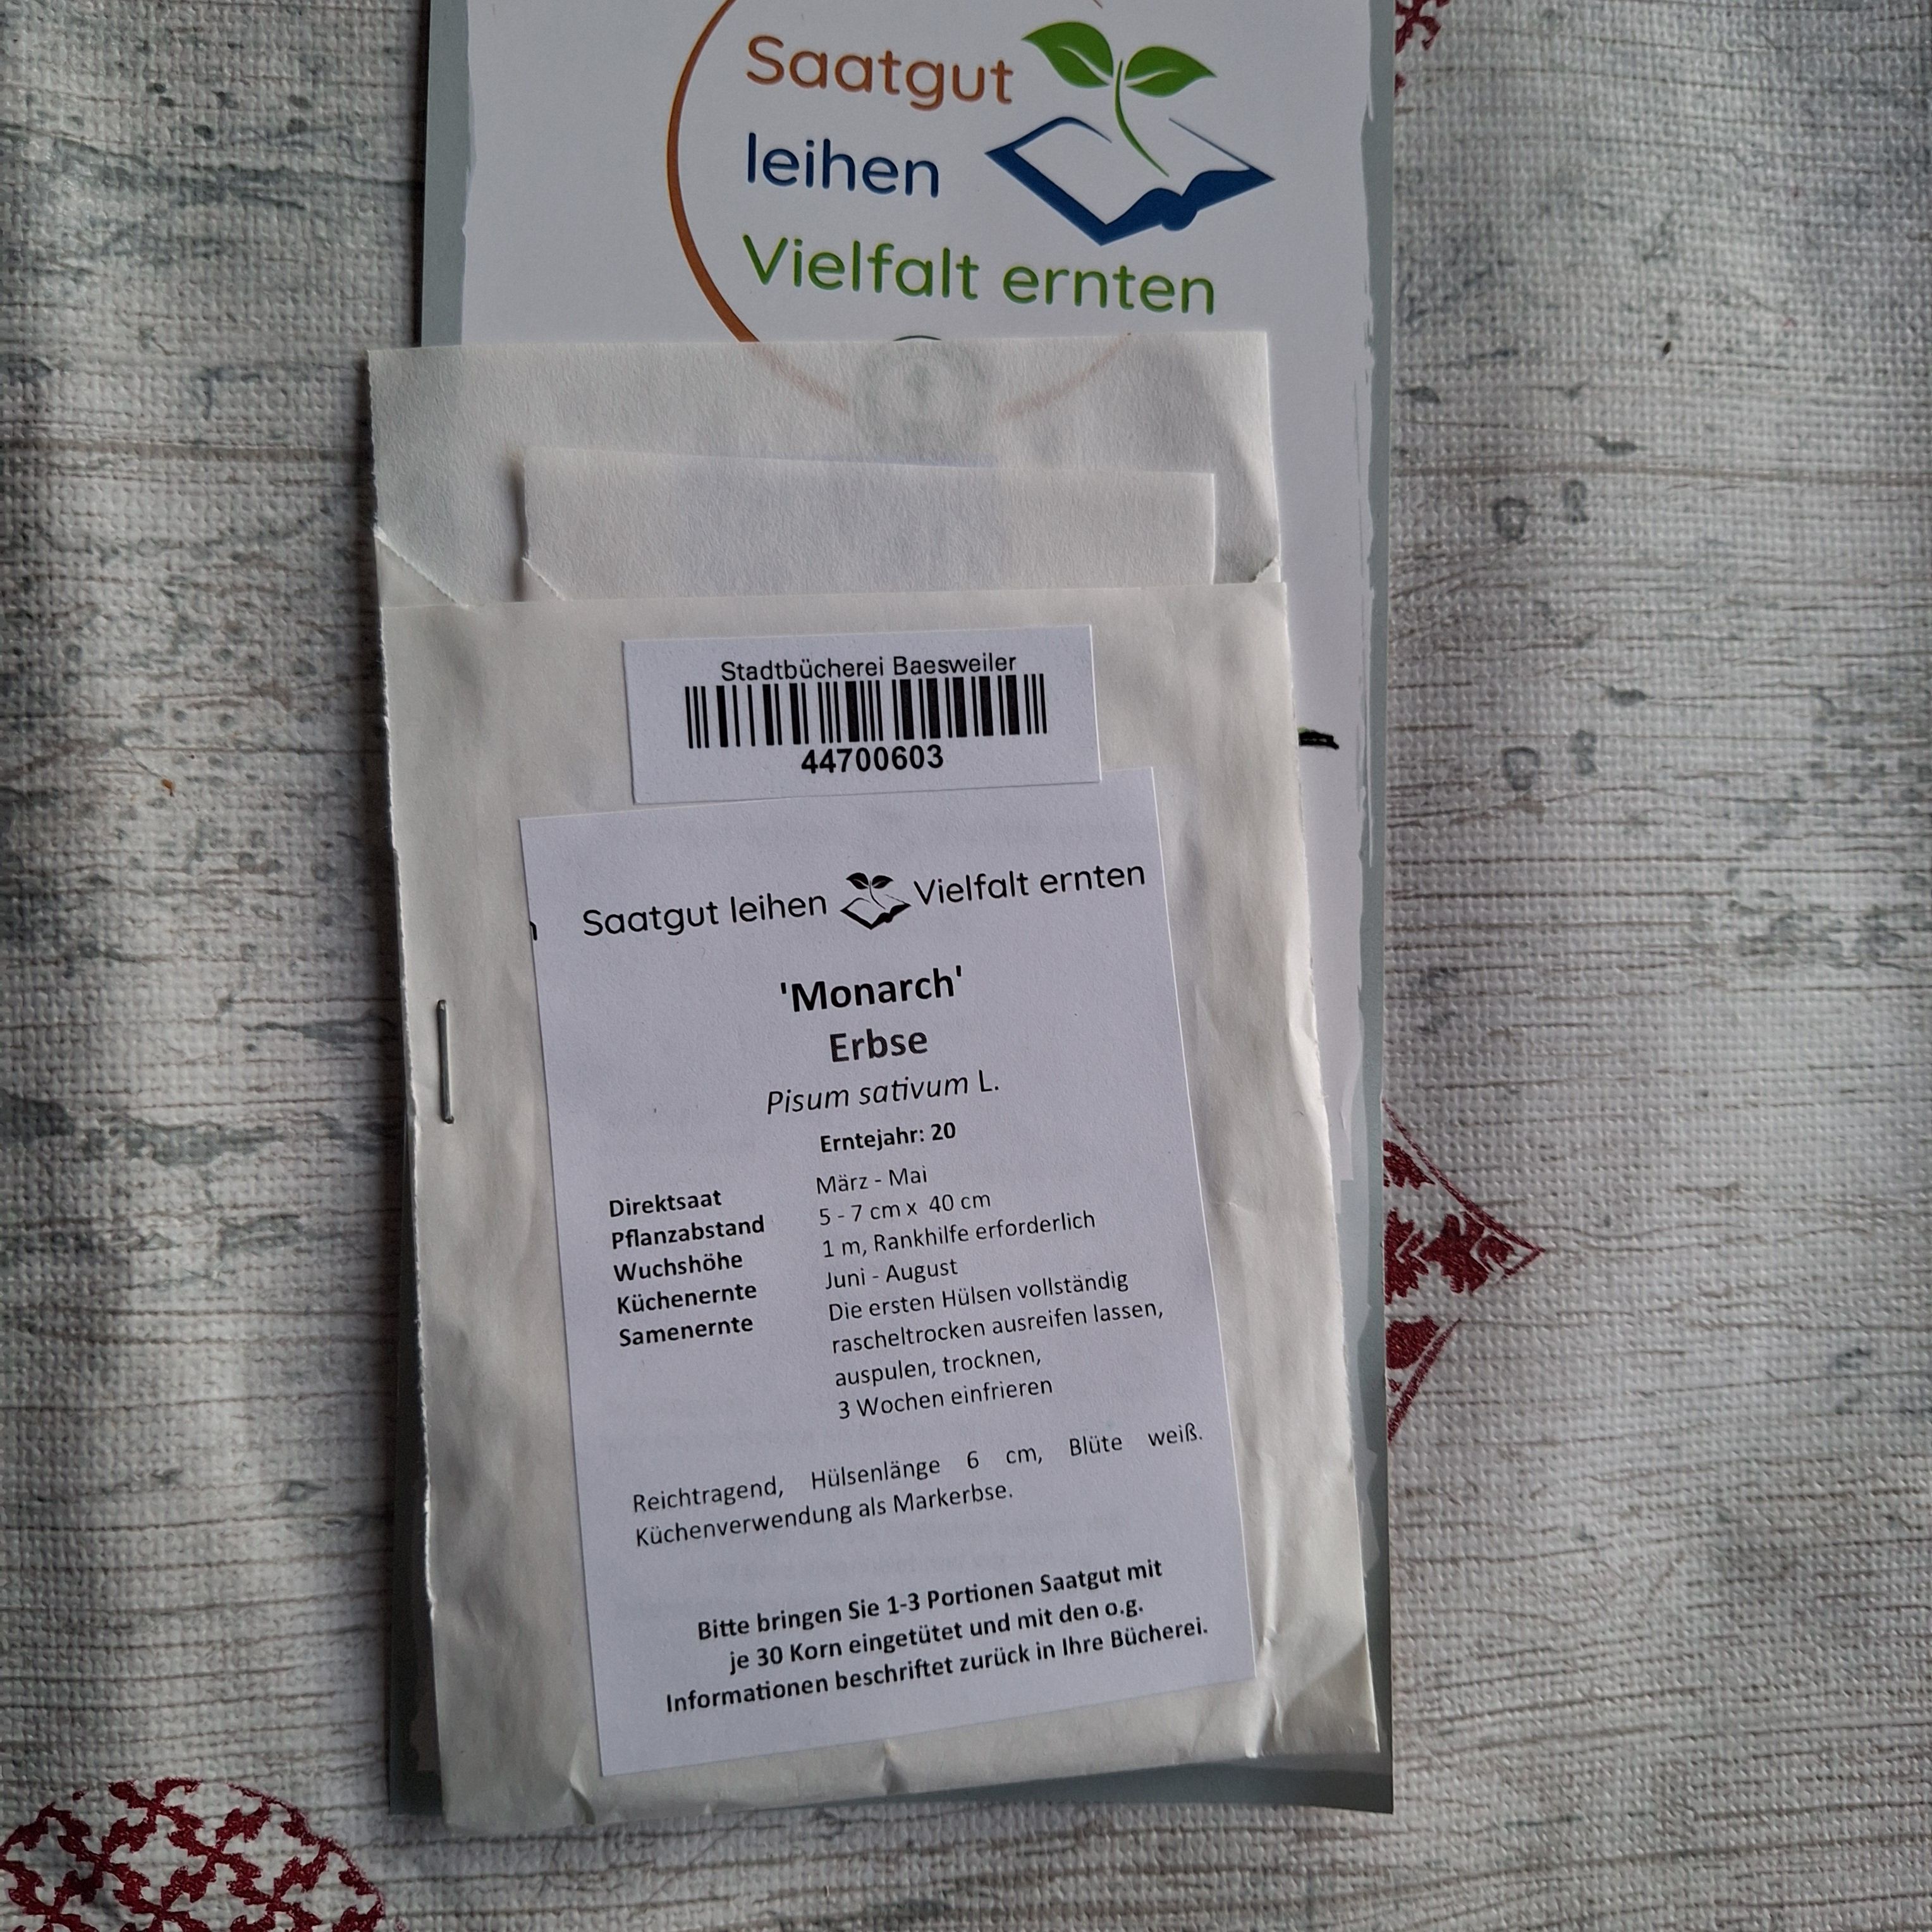 Saatgut
leihen
Vielfalt ernten
Stadtbücherei Baesweiler
44700603
Saatgut leihen Vielfalt ernten
'Monarch'
Erbse
Pisum sativum L.
Erntejahr: 20
Direktsaat März - Mai
Pflanzabstand 5 - 7 cm x 40 cm
Wuchshöhe 1 m, Rankhilfe erforderlich
Küchenernte Juni - August
Samenernte Die ersten Hülsen vollständig
rascheltrocken ausreifen lassen,
auspulen, trocknen,
3 Wochen einfrieren
Reichtragend, Hülsenlänge 6 cm, Blüte weiß.
Küchenverwendung als Markerbse.
Bitte bringen Sie 1-3 Portionen Saatgut mit
je 30 Korn eingetütet und mit den o.g.
Informationen beschriftet zurück in Ihre Bücherei.